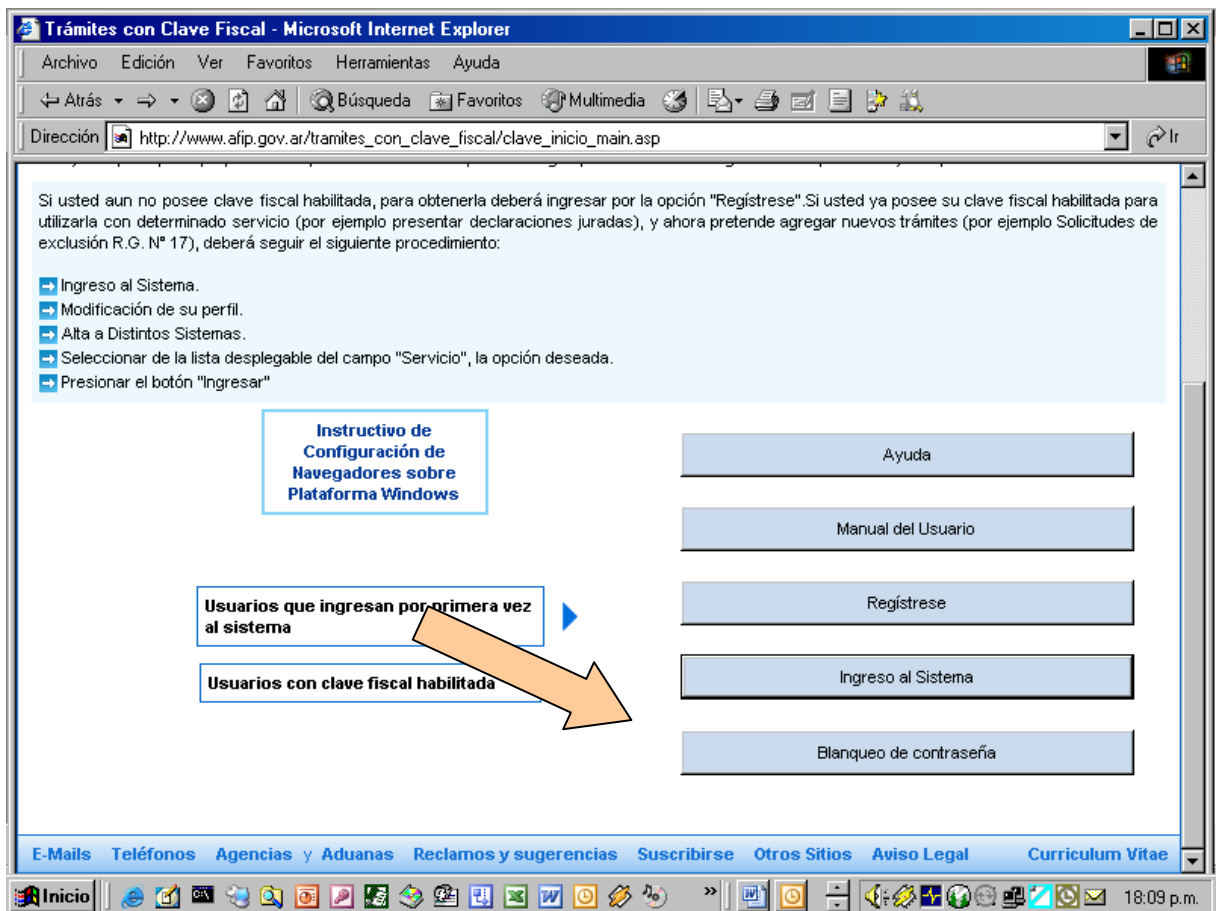 Trámites con Clave Fiscal - Microsoft Internet Explorer
Archivo Edición Ver Favoritos Herramientas Ayuda
Atrás Búsqueda Favoritos Multimedia
Dirección http://www.afip.gov.ar/tramites_con_clave_fiscal/clave_inicio_main.asp Ir
Si usted aun no posee clave fiscal habilitada, para obtenerla deberá ingresar por la opción "Regístrese".Si usted ya posee su clave fiscal habilitada para
utilizarla con determinado servicio (por ejemplo presentar declaraciones juradas), y ahora pretende agregar nuevos trámites (por ejemplo Solicitudes de
exclusión R.G. Nº 17), deberá seguir el siguiente procedimiento:
Ingreso al Sistema.
Modificación de su perfil.
Alta a Distintos Sistemas.
Seleccionar de la lista desplegable del campo "Servicio", la opción deseada.
Presionar el botón "Ingresar"
Instructivo de
Configuración de
Navegadores sobre
Plataforma Windows
Ayuda
Manual del Usuario
Usuarios que ingresan por primera vez
al sistema
Regístrese
Usuarios con clave fiscal habilitada
Ingreso al Sistema
Blanqueo de contraseña
E-Mails Teléfonos Agencias y Aduanas Reclamos y sugerencias Suscribirse Otros Sitios Aviso Legal Curriculum Vitae
Inicio » 18:09 p.m.